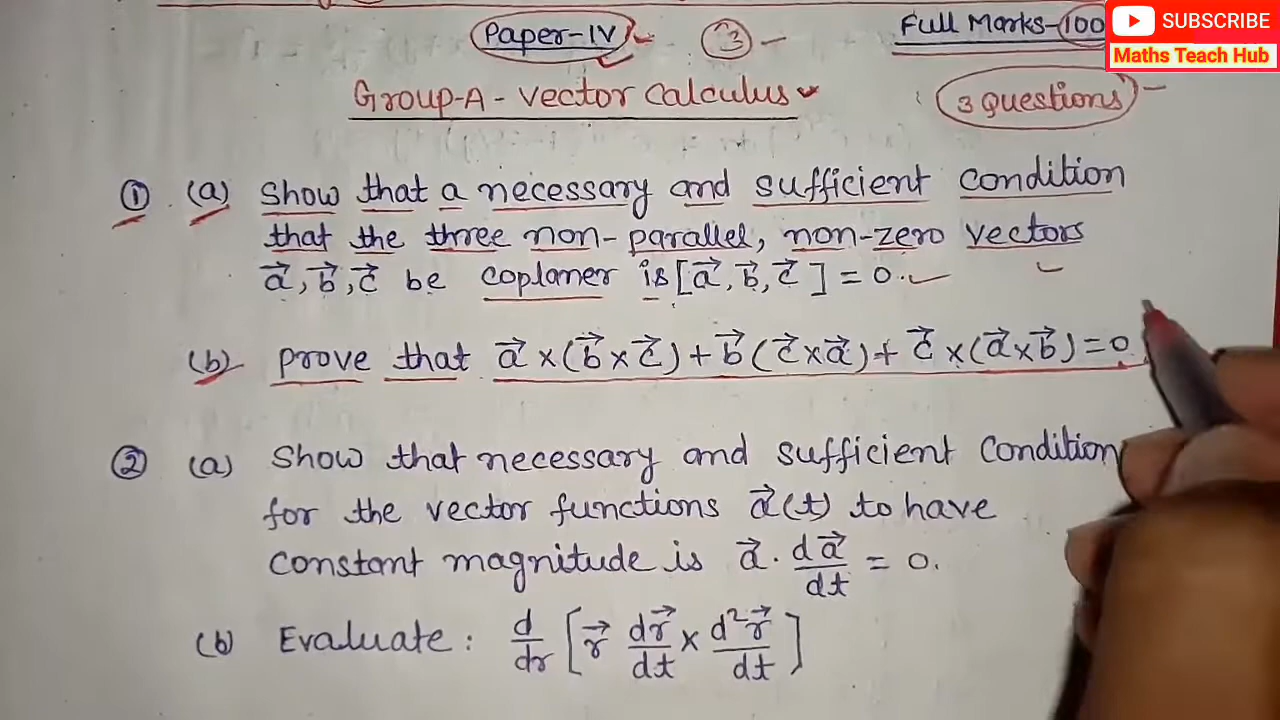 Paper-IV
3
Full Marks-100
SUBSCRIBE
Maths Teach Hub
Group-A - Vector Calculus
3 Questions
① (a) Show that a necessary and sufficient condition
that the three non-parallel, non-zero vectors
a⃗, b⃗, c⃗ be coplaner is [a⃗, b⃗, c⃗] = 0.
(b) Prove that a⃗ × (b⃗ × c⃗) + b⃗ (c⃗ × a⃗) + c⃗ × (a⃗ × b⃗) = 0
② (a) Show that necessary and sufficient Condition
for the vector functions a⃗(t) to have
constant magnitude is a⃗ · da⃗/dt = 0.
(b) Evaluate : d/dr [r⃗ dr⃗/dt × d²r⃗/dt]